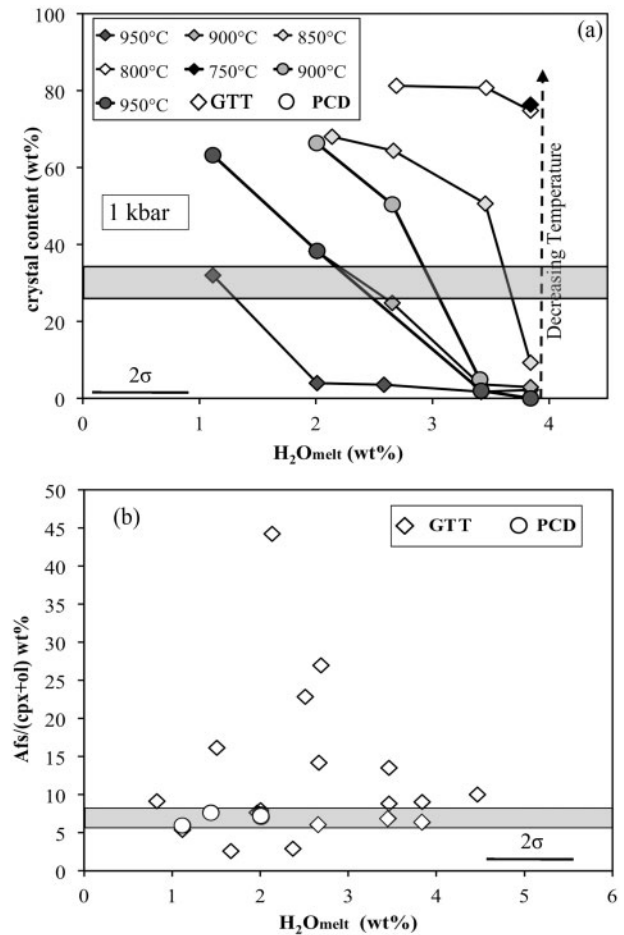 (a)
100
80
60
40
20
0
crystal content (wt%)
950°C 900°C 850°C
800°C 750°C 900°C
950°C GTT PCD
1 kbar
2σ
Decreasing Temperature
0 1 2 3 4
H₂Omelt (wt%)
(b)
GTT PCD
50
45
40
35
30
25
20
15
10
5
0
Afs/(cpx+ol) wt%
2σ
0 1 2 3 4 5 6
H₂Omelt (wt%)